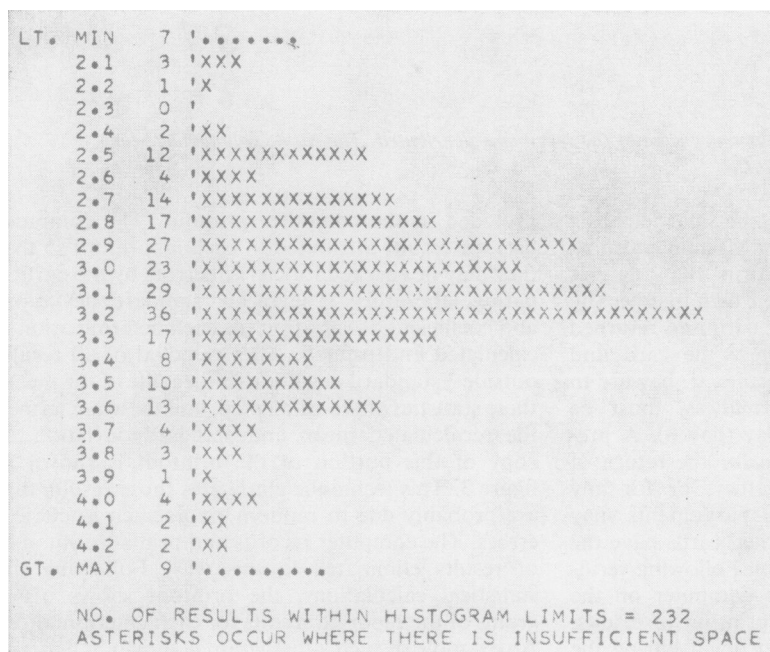 LT. MIN 7 '.......
2.1 3 'XXX
2.2 1 'X
2.3 0 '
2.4 2 'XX
2.5 12 'XXXXXXXXXXXX
2.6 4 'XXXX
2.7 14 'XXXXXXXXXXXXXX
2.8 17 'XXXXXXXXXXXXXXXXX
2.9 27 'XXXXXXXXXXXXXXXXXXXXXXXXXXX
3.0 23 'XXXXXXXXXXXXXXXXXXXXXXX
3.1 29 'XXXXXXXXXXXXXXXXXXXXXXXXXXXXX
3.2 36 'XXXXXXXXXXXXXXXXXXXXXXXXXXXXXXXXXXXX
3.3 17 'XXXXXXXXXXXXXXXXX
3.4 8 'XXXXXXXX
3.5 10 'XXXXXXXXXX
3.6 13 'XXXXXXXXXXXXX
3.7 4 'XXXX
3.8 3 'XXX
3.9 1 'X
4.0 4 'XXXX
4.1 2 'XX
4.2 2 'XX
GT. MAX 9 '.........
NO. OF RESULTS WITHIN HISTOGRAM LIMITS = 232
ASTERISKS OCCUR WHERE THERE IS INSUFFICIENT SPACE